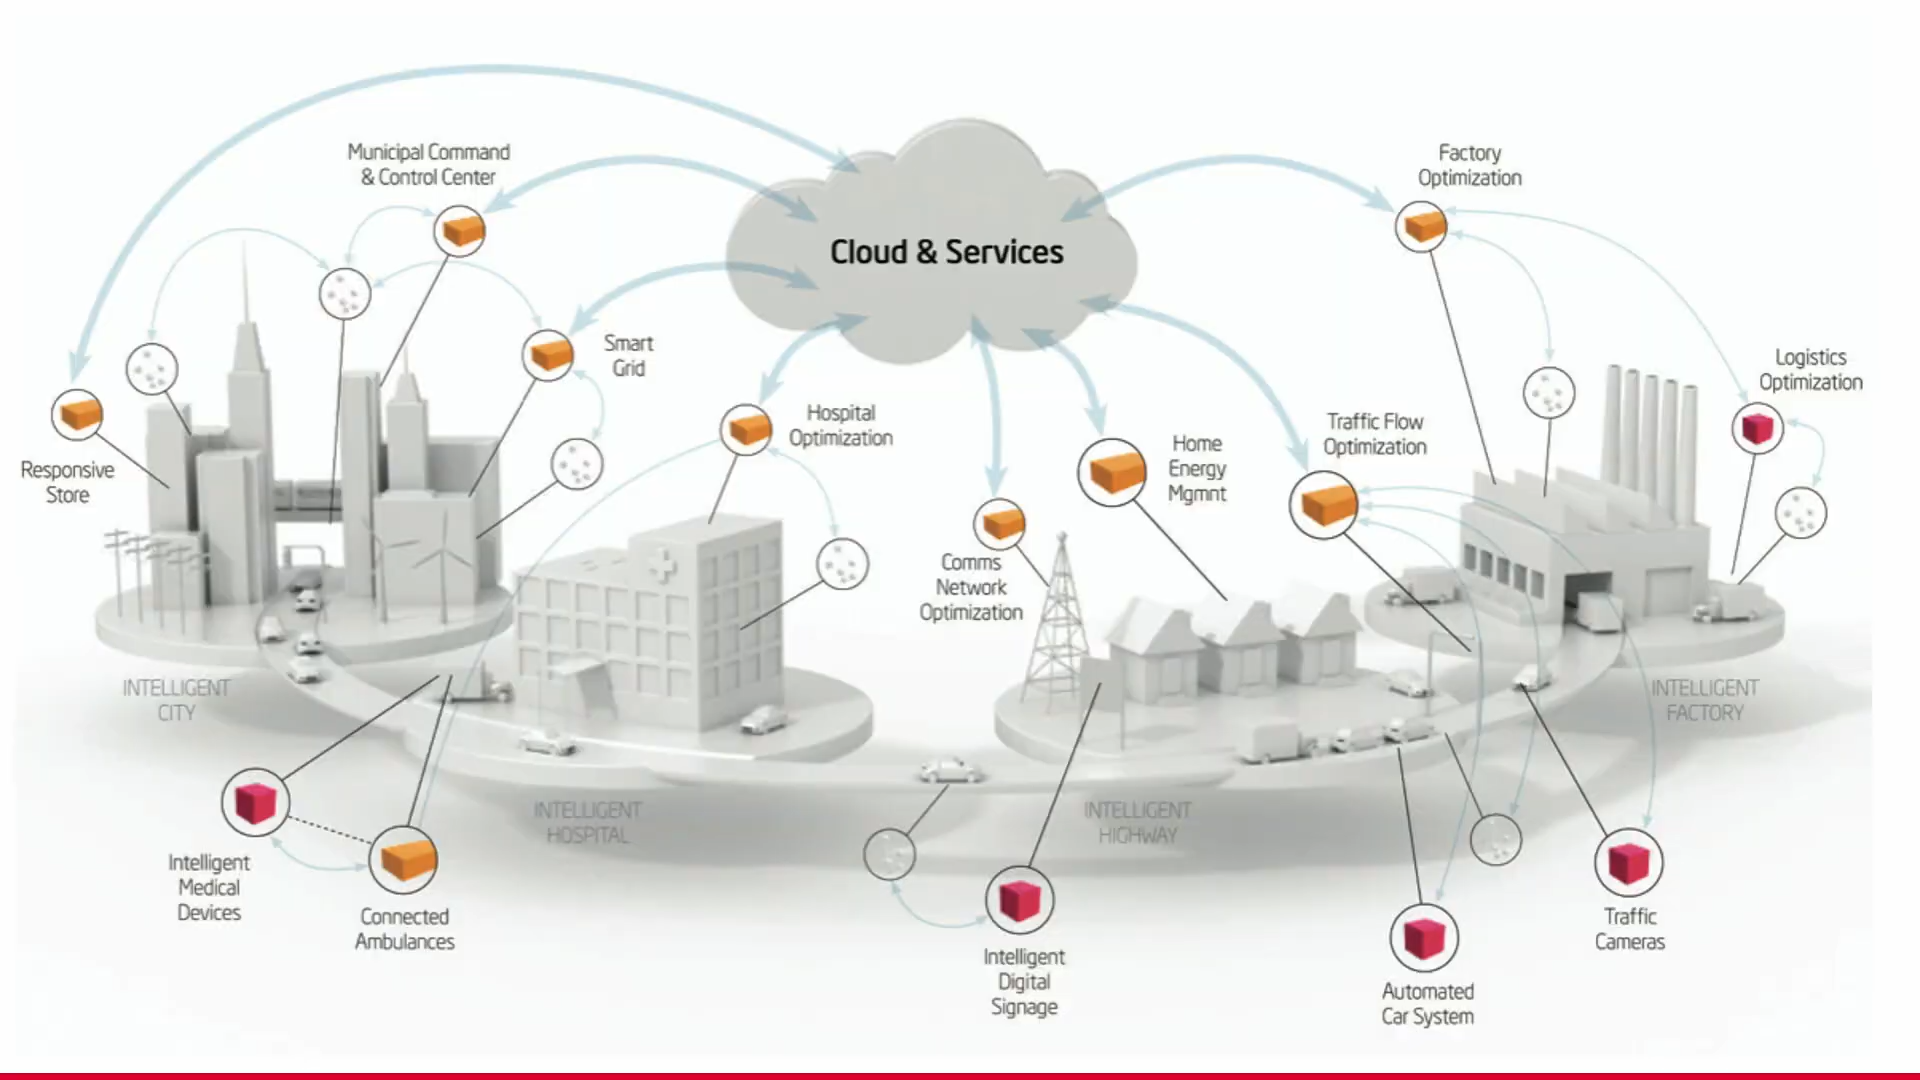 Municipal Command
& Control Center
Factory
Optimization
Cloud & Services
Smart
Grid
Logistics
Optimization
Responsive
Store
Hospital
Optimization
Home
Energy
Mgmnt
Traffic Flow
Optimization
Comms
Network
Optimization
INTELLIGENT
CITY
INTELLIGENT
FACTORY
INTELLIGENT
HOSPITAL
INTELLIGENT
HIGHWAY
Intelligent
Medical
Devices
Connected
Ambulances
Intelligent
Digital
Signage
Automated
Car System
Traffic
Cameras